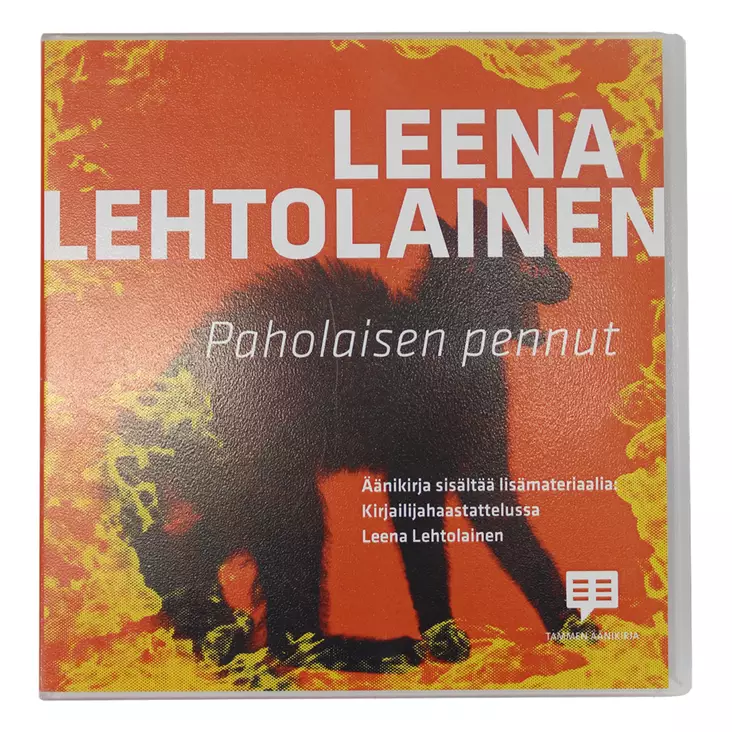 LEENA
LEHTOLAINEN
Paholaisen pennut
Äänikirja sisältää lisämateriaalia:
Kirjailijahaastattelussa
Leena Lehtolainen
TAMMEN ÄÄNIKIRJA